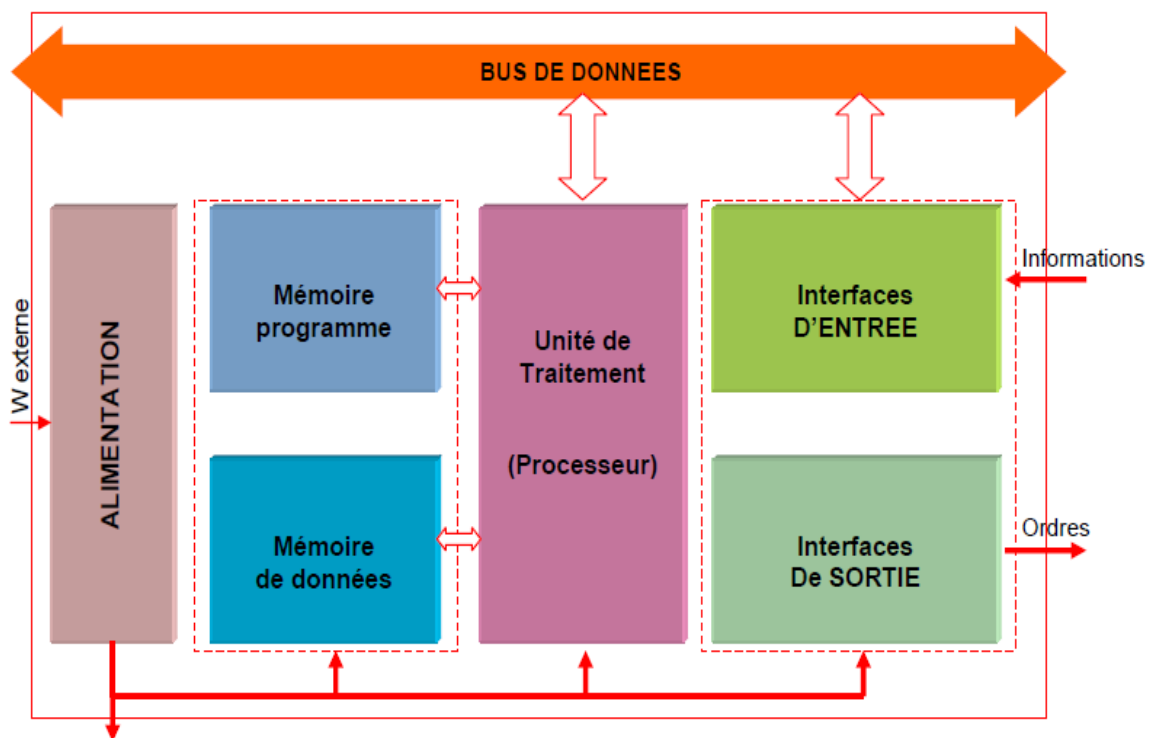 BUS DE DONNEES
W externe
ALIMENTATION
Mémoire
programme
Mémoire
de données
Unité de
Traitement
(Processeur)
Interfaces
D'ENTREE
Interfaces
De SORTIE
Informations
Ordres